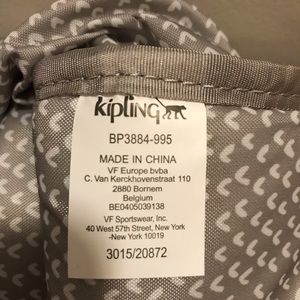 kipling
BP3884-995
MADE IN CHINA
VF Europe bvba
C. Van Kerckhovenstraat 110
2880 Bornem
Belgium
BE0405039138
VF Sportswear, Inc.
40 West 57th Street, New York
-New York 10019
3015/20872